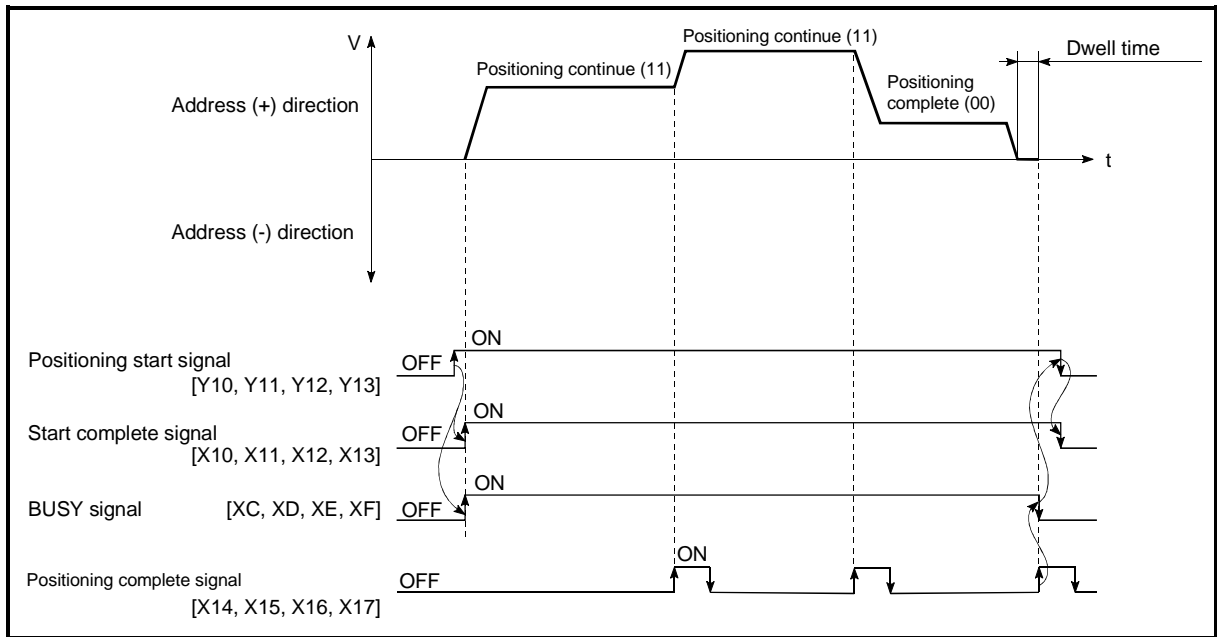 V
Positioning continue (11)
Dwell time
Positioning continue (11)
Positioning
complete (00)
Address (+) direction
t
Address (-) direction
ON
Positioning start signal
OFF
[Y10, Y11, Y12, Y13]
ON
Start complete signal
OFF
[X10, X11, X12, X13]
ON
BUSY signal [XC, XD, XE, XF] OFF
ON
Positioning complete signal
OFF
[X14, X15, X16, X17]